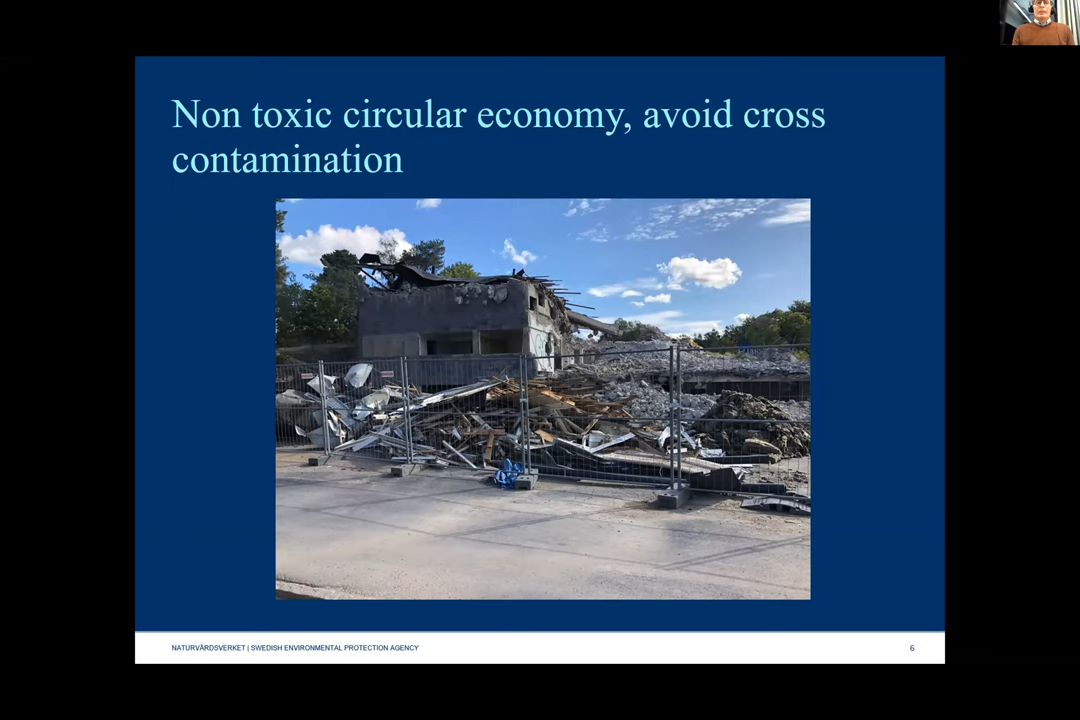 Non toxic circular economy, avoid cross
contamination
NATURVÅRDSVERKET | SWEDISH ENVIRONMENTAL PROTECTION AGENCY
6